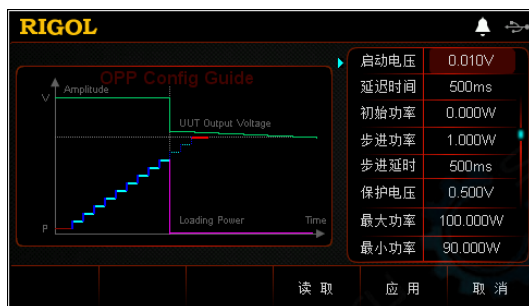 RIGOL
OPP Config Guide
Amplitude
V
UUT Output Voltage
Loading Power
Time
P
启动电压 0.010V
延迟时间 500ms
初始功率 0.000W
步进功率 1.000W
步进延时 500ms
保护电压 0.500V
最大功率 100.000W
最小功率 90.000W
读取 应用 取消